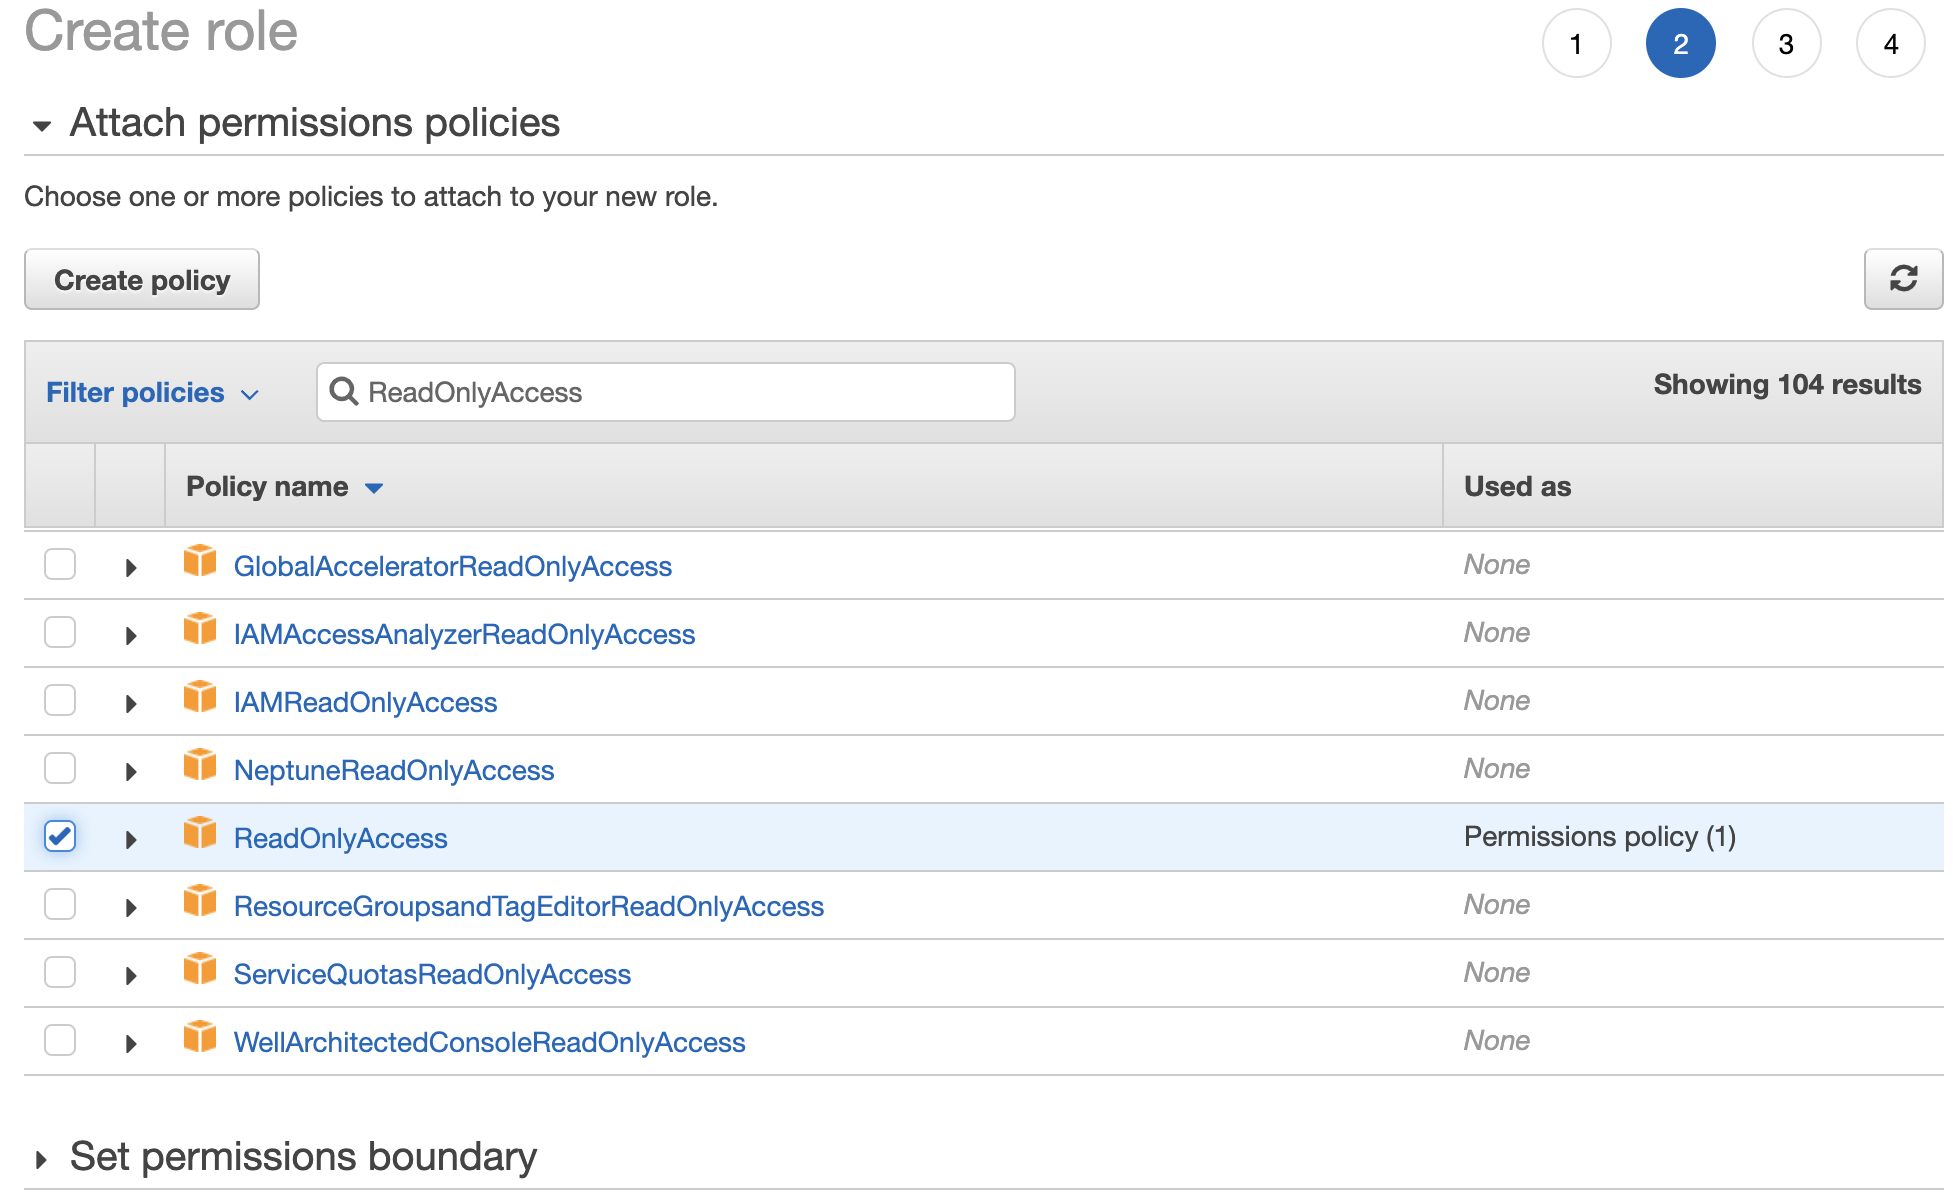 Create role
1 2 3 4
Attach permissions policies
Choose one or more policies to attach to your new role.
Create policy
Filter policies ReadOnlyAccess Showing 104 results
Policy name Used as
GlobalAcceleratorReadOnlyAccess None
IAMAccessAnalyzerReadOnlyAccess None
IAMReadOnlyAccess None
NeptuneReadOnlyAccess None
ReadOnlyAccess Permissions policy (1)
ResourceGroupsandTagEditorReadOnlyAccess None
ServiceQuotasReadOnlyAccess None
WellArchitectedConsoleReadOnlyAccess None
Set permissions boundary